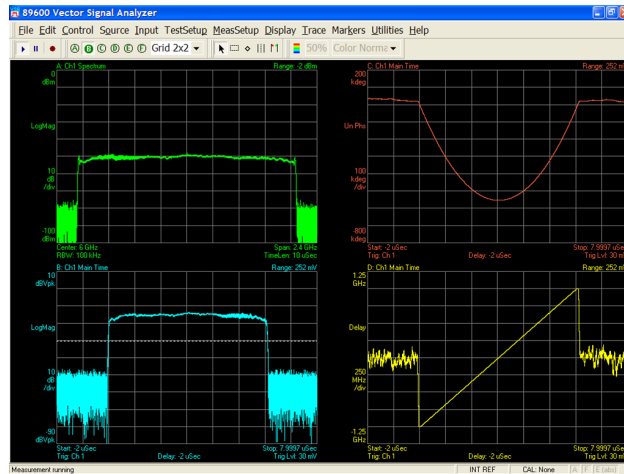 89600 Vector Signal Analyzer
File Edit Control Source Input TestSetup MeasSetup Display Trace Markers Utilities Help
A B C D E F Grid 2x2 50% Color Norma
A: Ch1 Spectrum Range: -2 dBm
0
dBm
LogMag
10
dB
/div
-100
dBm
Center: 6 GHz Span: 2.4 GHz
RBW: 100 kHz TimeLen: 10 uSec
C: Ch1 Main Time Range: 252 mV
200
kdeg
Un Pha
100
kdeg
/div
-800
kdeg
Start: -2 uSec Stop: 7.9997 uSec
Trig: Ch 1 Delay: -2 uSec Trig Lvl: 30 mV
B: Ch1 Main Time Range: 252 mV
10
dBVpk
LogMag
10
dB
/div
-90
dBVpk
Start: -2 uSec Stop: 7.9997 uSec
Trig: Ch 1 Delay: -2 uSec Trig Lvl: 30 mV
D: Ch1 Main Time Range: 252 mV
1.25
GHz
Delay
250
MHz
/div
-1.25
GHz
Start: -2 uSec Stop: 7.9997 uSec
Trig: Ch 1 Delay: -2 uSec Trig Lvl: 30 mV
Measurement running INT REF CAL: None